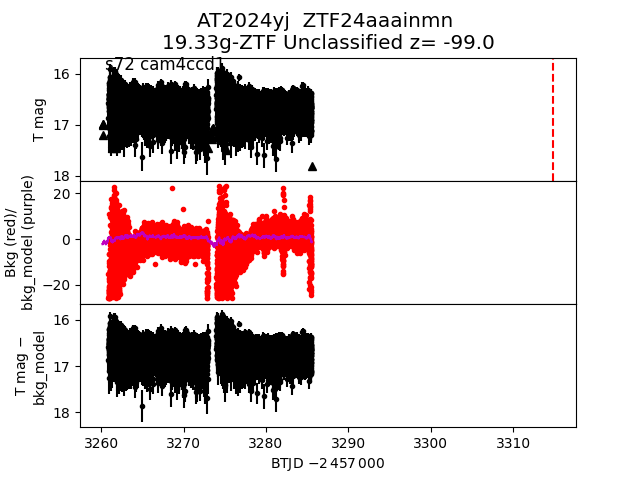 AT2024yj  ZTF24aaainmn
19.33g-ZTF Unclassified z= -99.0
s72 cam4ccd1
16
17
18
T mag
20
0
−20
Bkg (red)/
bkg_model (purple)
16
17
18
T mag −
bkg_model
3260 3270 3280 3290 3300 3310
BTJD −2 457 000